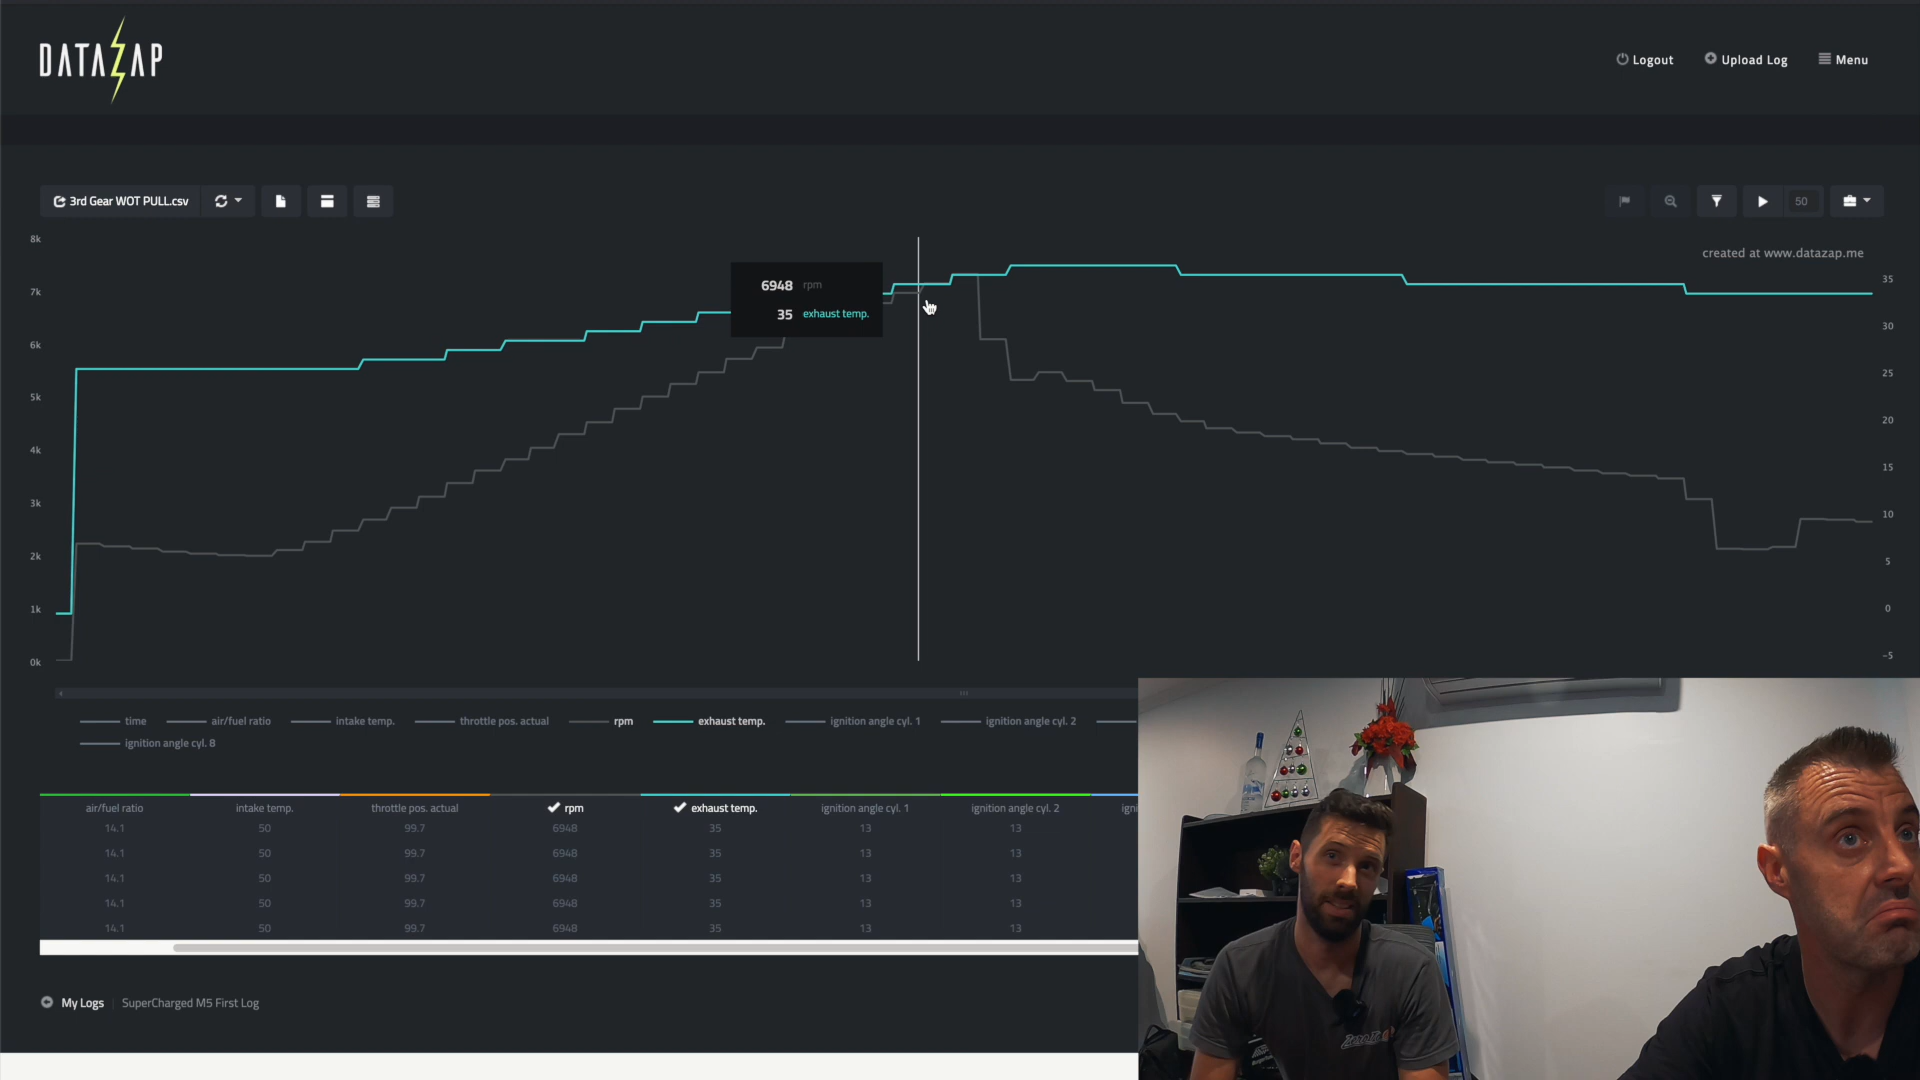 DATAZAP
Logout
Upload Log
Menu
3rd Gear WOT PULL.csv
50
created at www.datazap.me
8k
7k
6k
5k
4k
3k
2k
1k
0k
6948 rpm
35 exhaust temp.
35
30
25
20
15
10
5
0
-5
time air/fuel ratio intake temp. throttle pos. actual rpm exhaust temp. ignition angle cyl. 1 ignition angle cyl. 2
ignition angle cyl. 8
air/fuel ratio intake temp. throttle pos. actual rpm exhaust temp. ignition angle cyl. 1 ignition angle cyl. 2 igni
14.1 50 99.7 6948 35 13 13
14.1 50 99.7 6948 35 13 13
14.1 50 99.7 6948 35 13 13
14.1 50 99.7 6948 35 13 13
14.1 50 99.7 6948 35 13 13
My Logs SuperCharged M5 First Log